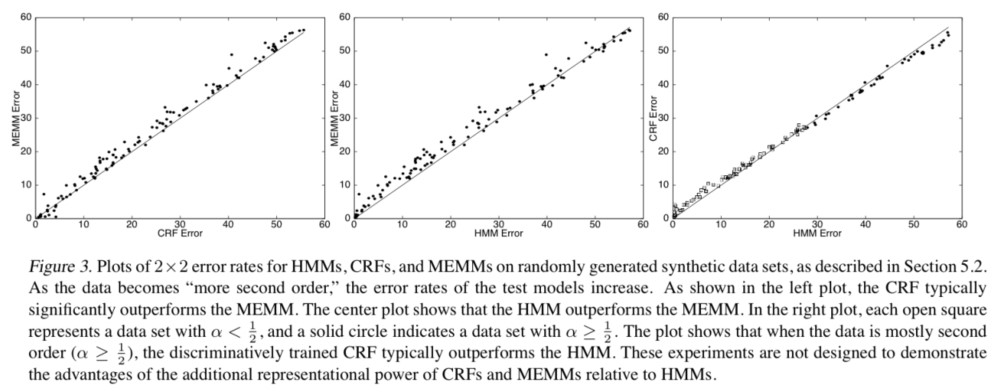 60
50
40
30
20
10
0
MEMM Error
0 10 20 30 40 50 60
CRF Error
60
50
40
30
20
10
0
MEMM Error
0 10 20 30 40 50 60
HMM Error
60
50
40
30
20
10
0
CRF Error
0 10 20 30 40 50 60
HMM Error
Figure 3. Plots of 2×2 error rates for HMMs, CRFs, and MEMMs on randomly generated synthetic data sets, as described in Section 5.2.
As the data becomes “more second order,” the error rates of the test models increase. As shown in the left plot, the CRF typically
significantly outperforms the MEMM. The center plot shows that the HMM outperforms the MEMM. In the right plot, each open square
represents a data set with α < 1/2, and a solid circle indicates a data set with α ≥ 1/2. The plot shows that when the data is mostly second
order (α ≥ 1/2), the discriminatively trained CRF typically outperforms the HMM. These experiments are not designed to demonstrate
the advantages of the additional representational power of CRFs and MEMMs relative to HMMs.